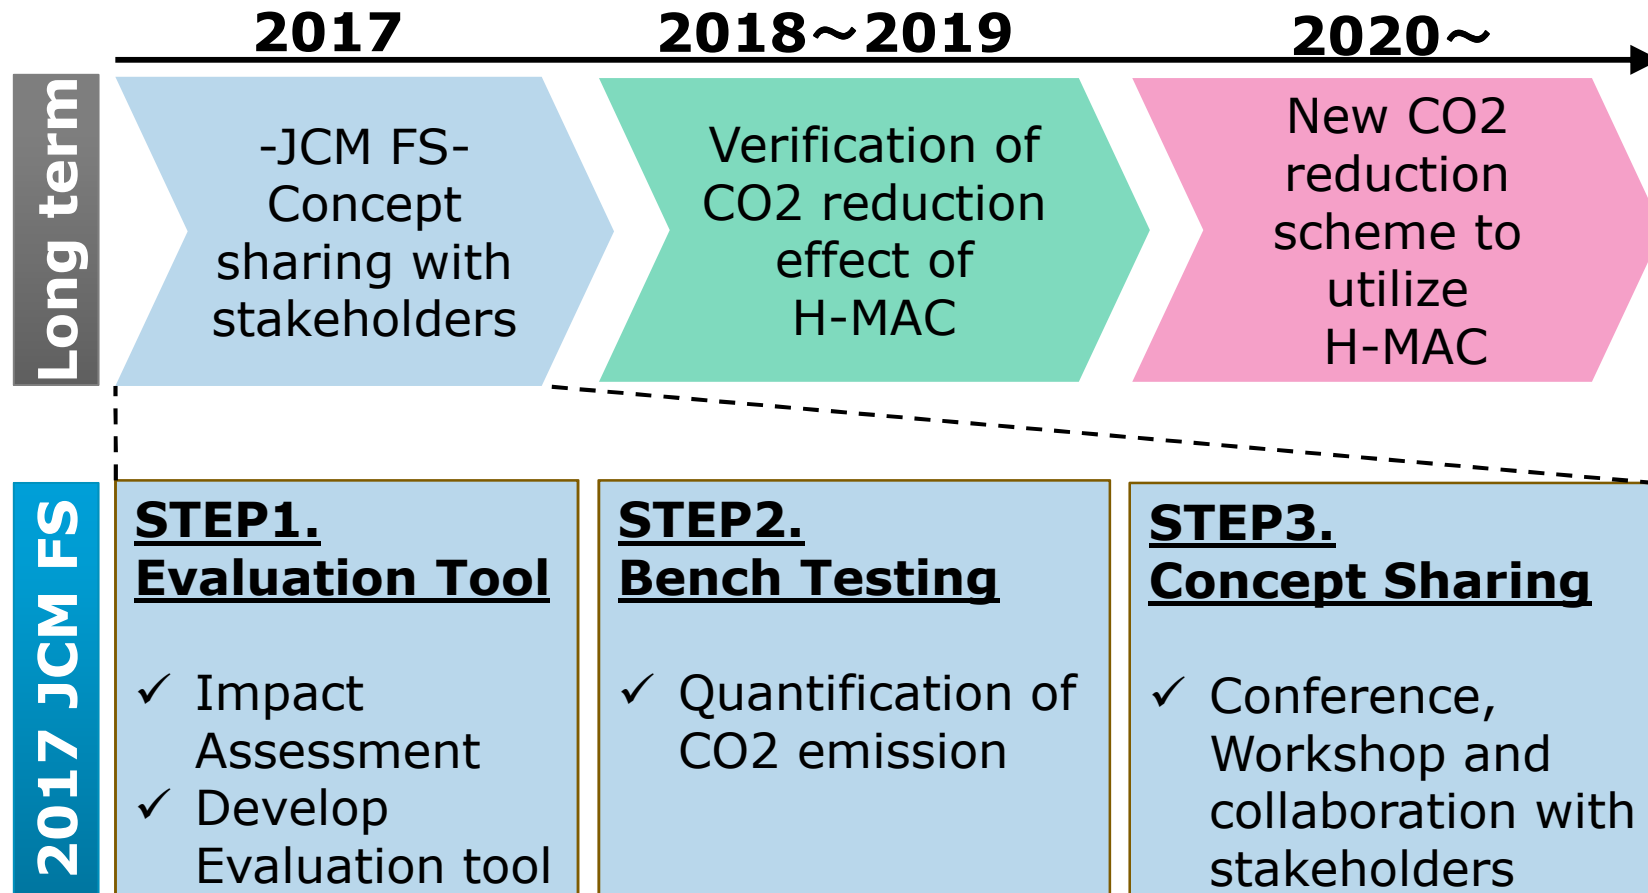 2017
2018～2019
2020～
Long term
-JCM FS-
Concept
sharing with
stakeholders
Verification of
CO2 reduction
effect of
H-MAC
New CO2
reduction
scheme to
utilize
H-MAC
2017 JCM FS
STEP1.
Evaluation Tool
✓ Impact
Assessment
✓ Develop
Evaluation tool
STEP2.
Bench Testing
✓ Quantification of
CO2 emission
STEP3.
Concept Sharing
✓ Conference,
Workshop and
collaboration with
stakeholders